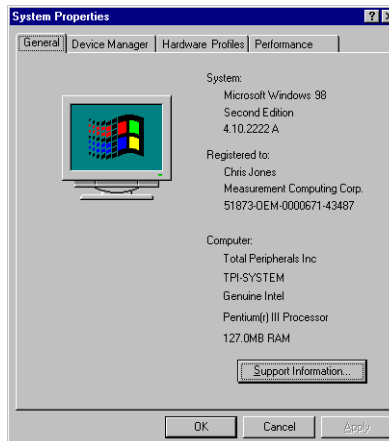 System Properties
General
Device Manager
Hardware Profiles
Performance
System:
Microsoft Windows 98
Second Edition
4.10.2222 A
Registered to:
Chris Jones
Measurement Computing Corp.
51873-OEM-0000671-43487
Computer:
Total Peripherals Inc
TPI-SYSTEM
Genuine Intel
Pentium(r) III Processor
127.0MB RAM
Support Information...
OK
Cancel
Apply